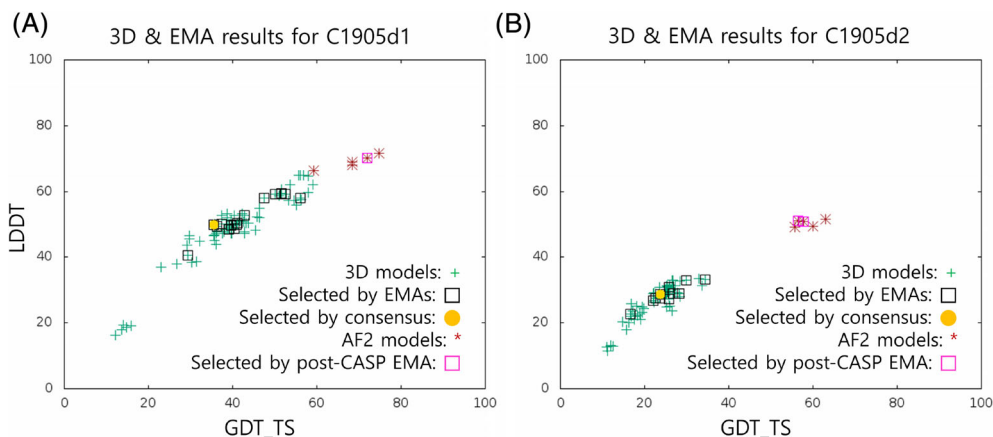 (A)
3D & EMA results for C1905d1
100
80
60
40
20
0
LDDT
3D models:
Selected by EMAs:
Selected by consensus:
AF2 models:
Selected by post-CASP EMA:
0 20 40 60 80 100
GDT_TS
(B)
3D & EMA results for C1905d2
100
80
60
40
20
0
3D models:
Selected by EMAs:
Selected by consensus:
AF2 models:
Selected by post-CASP EMA:
0 20 40 60 80 100
GDT_TS